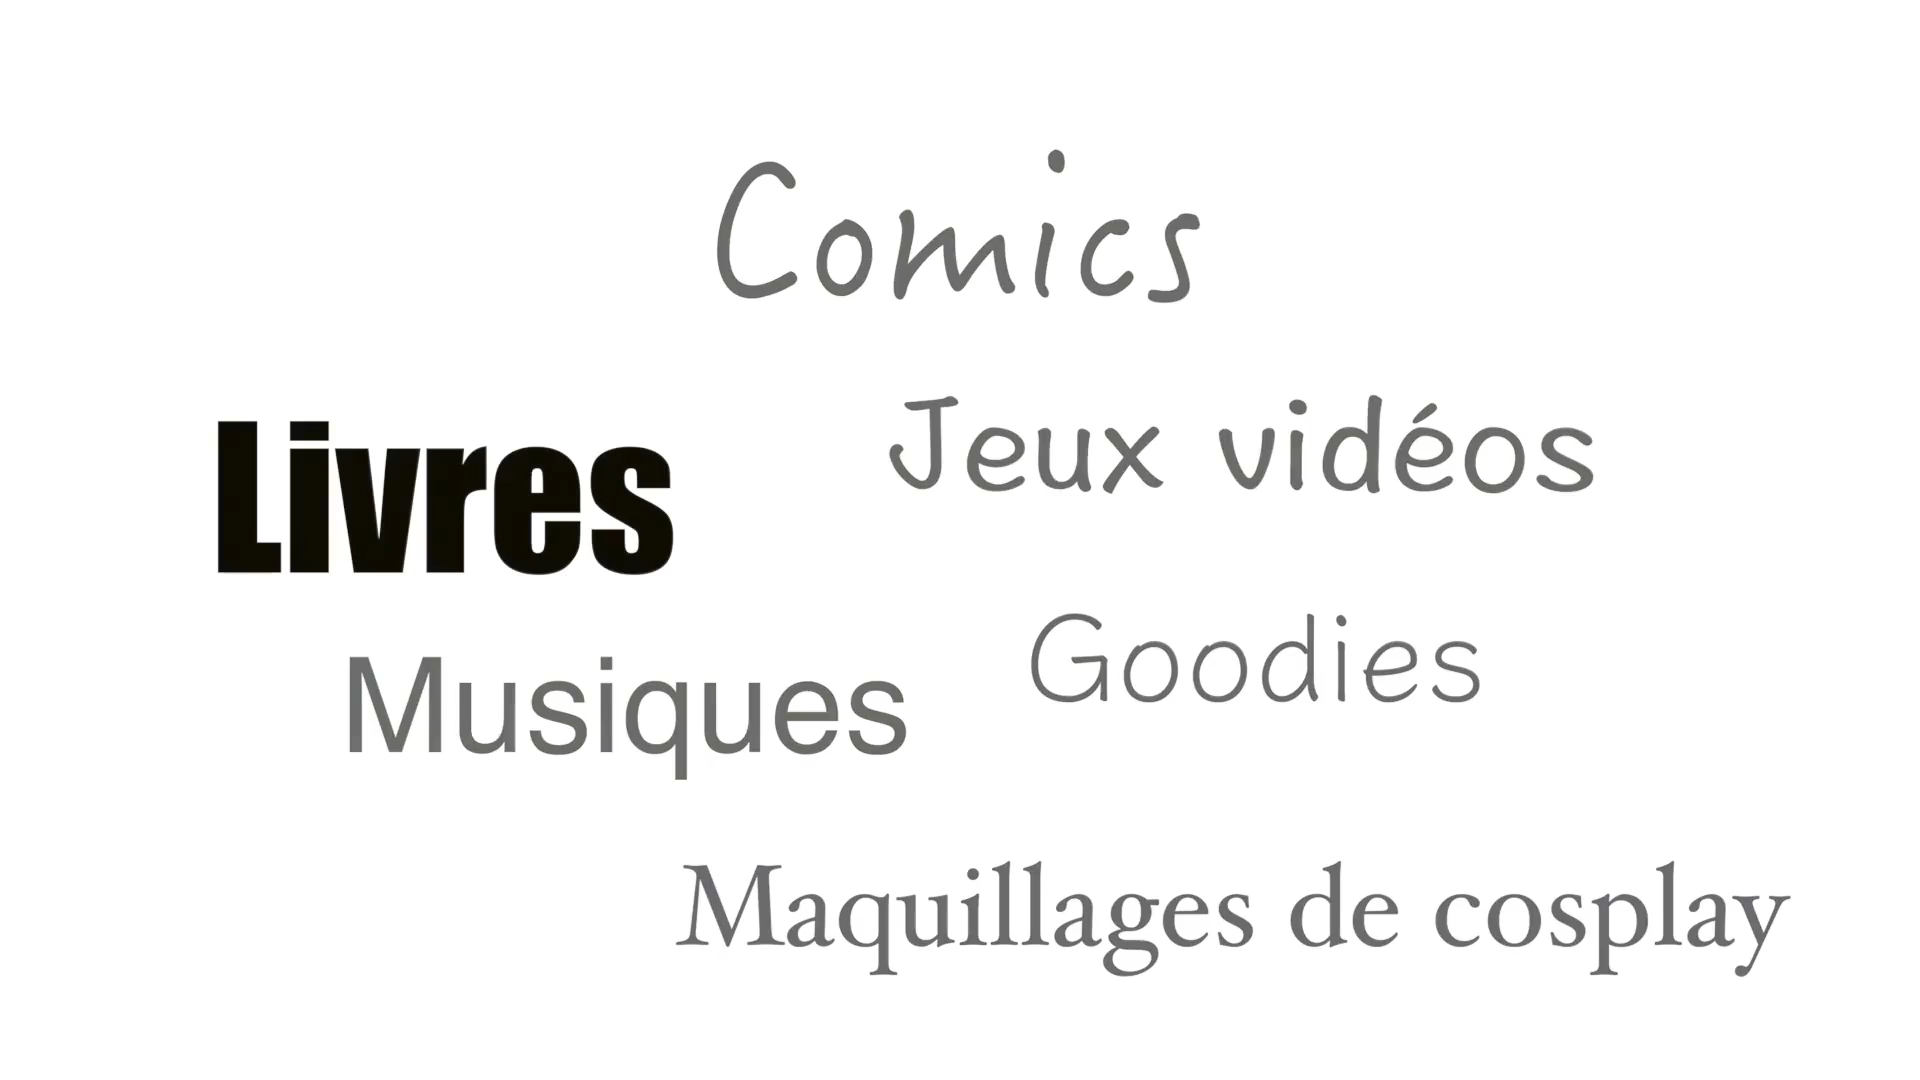 Comics
Jeux vidéos
Livres
Goodies
Musiques
Maquillages de cosplay